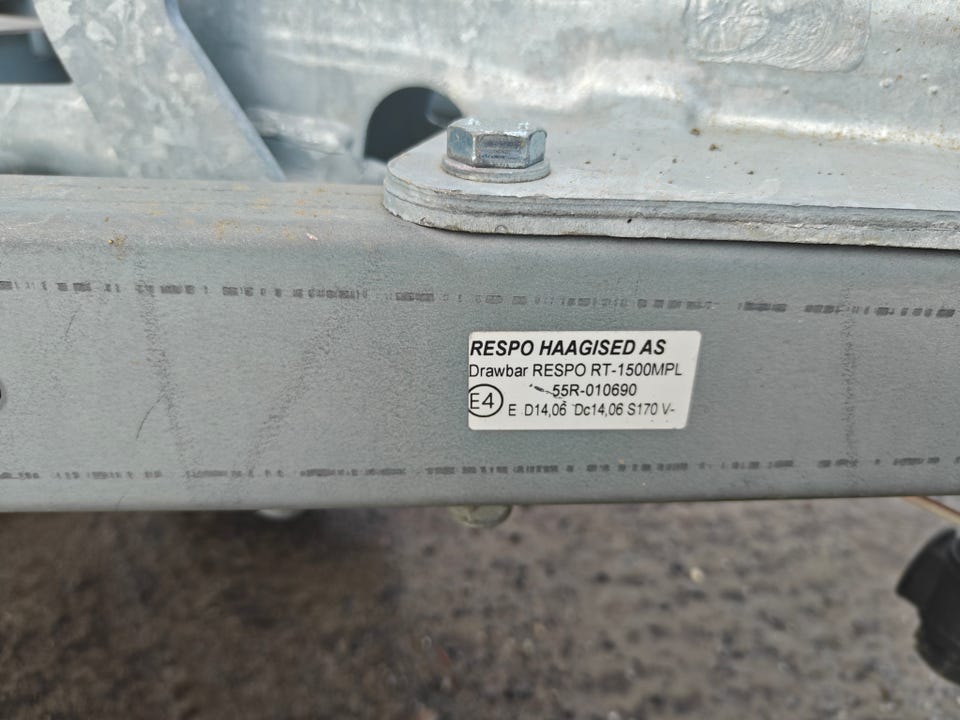 RESPO HAAGISED AS
Drawbar RESPO RT-1500MPL
55R-010690
E4
E D14,06 Dc14,06 S170 V-